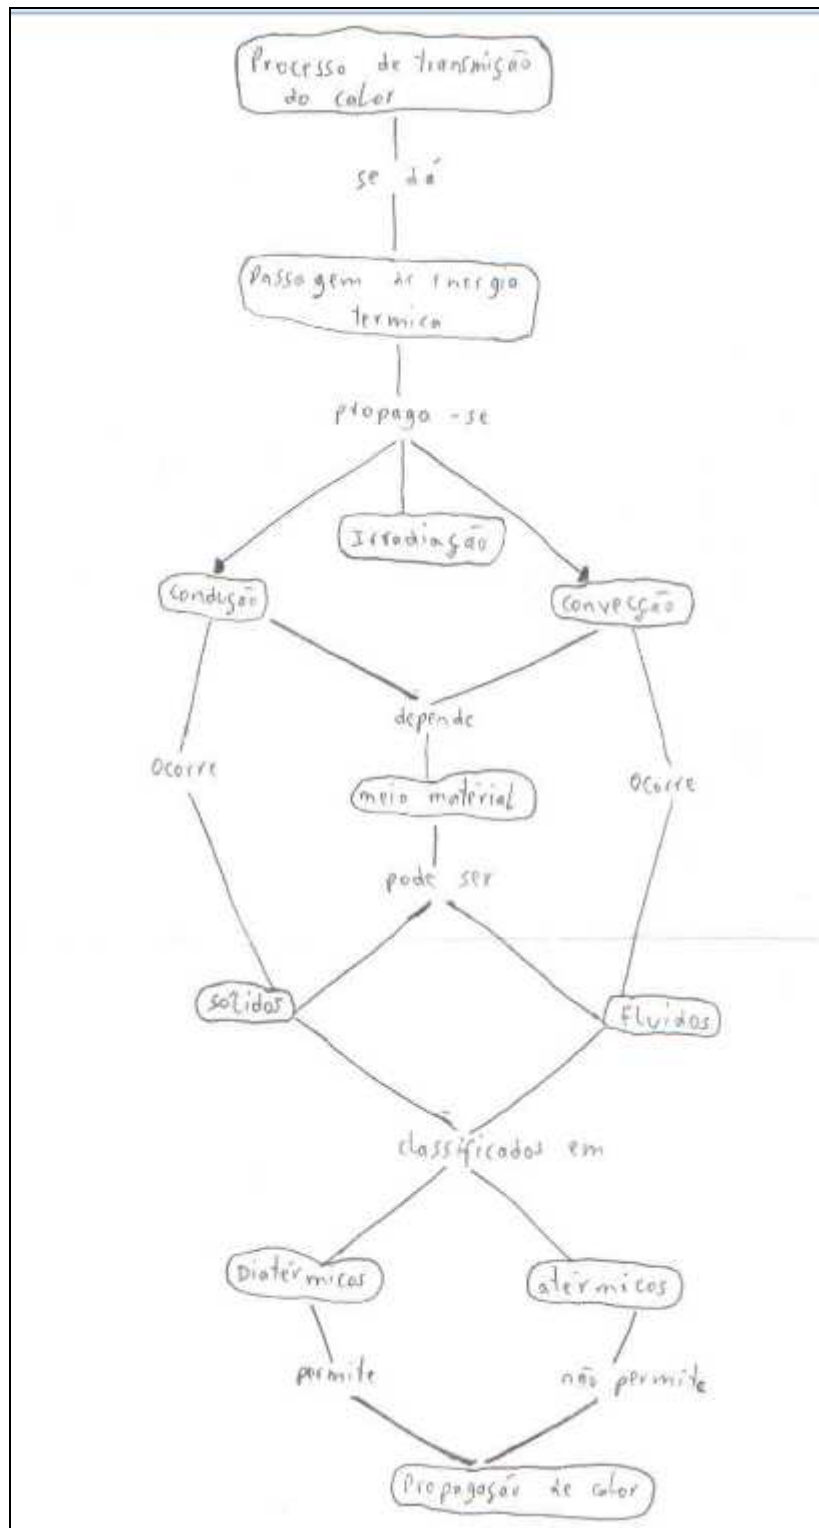 Processo de transmição
do calor
se dá
Passagem de Energia
termica
propaga-se
Irradiação
condução
convecção
depende
Ocorre
meio material
Ocorre
pode ser
sólidos
fluidos
classificados em
Diatérmicos
atérmicos
permite
não permite
Propagação de calor